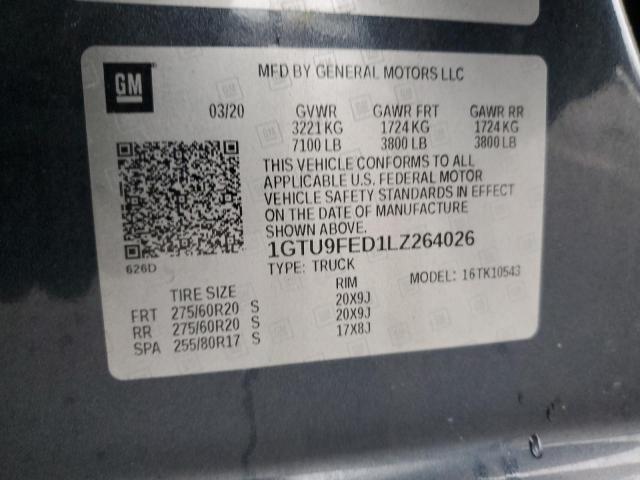 GM
MFD BY GENERAL MOTORS LLC
03/20 GVWR GAWR FRT GAWR RR
3221 KG 1724 KG 1724 KG
7100 LB 3800 LB 3800 LB
THIS VEHICLE CONFORMS TO ALL
APPLICABLE U.S. FEDERAL MOTOR
VEHICLE SAFETY STANDARDS IN EFFECT
ON THE DATE OF MANUFACTURE
SHOWN ABOVE.
1GTU9FED1LZ264026
626D
TYPE: TRUCK MODEL: 16TK10543
TIRE SIZE RIM
FRT 275/60R20 S 20X9J
RR 275/60R20 S 20X9J
SPA 255/80R17 S 17X8J